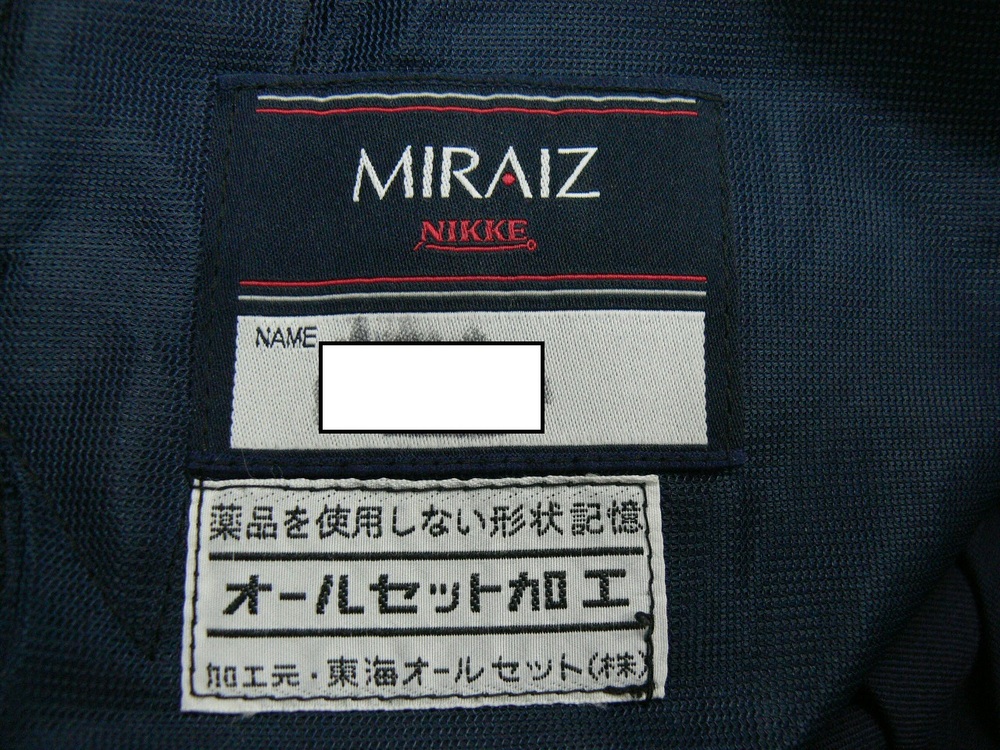 MIRAIZ
NIKKE
NAME
薬品を使用しない形状記憶
オールセット加工
加工元・東海オールセット(株)